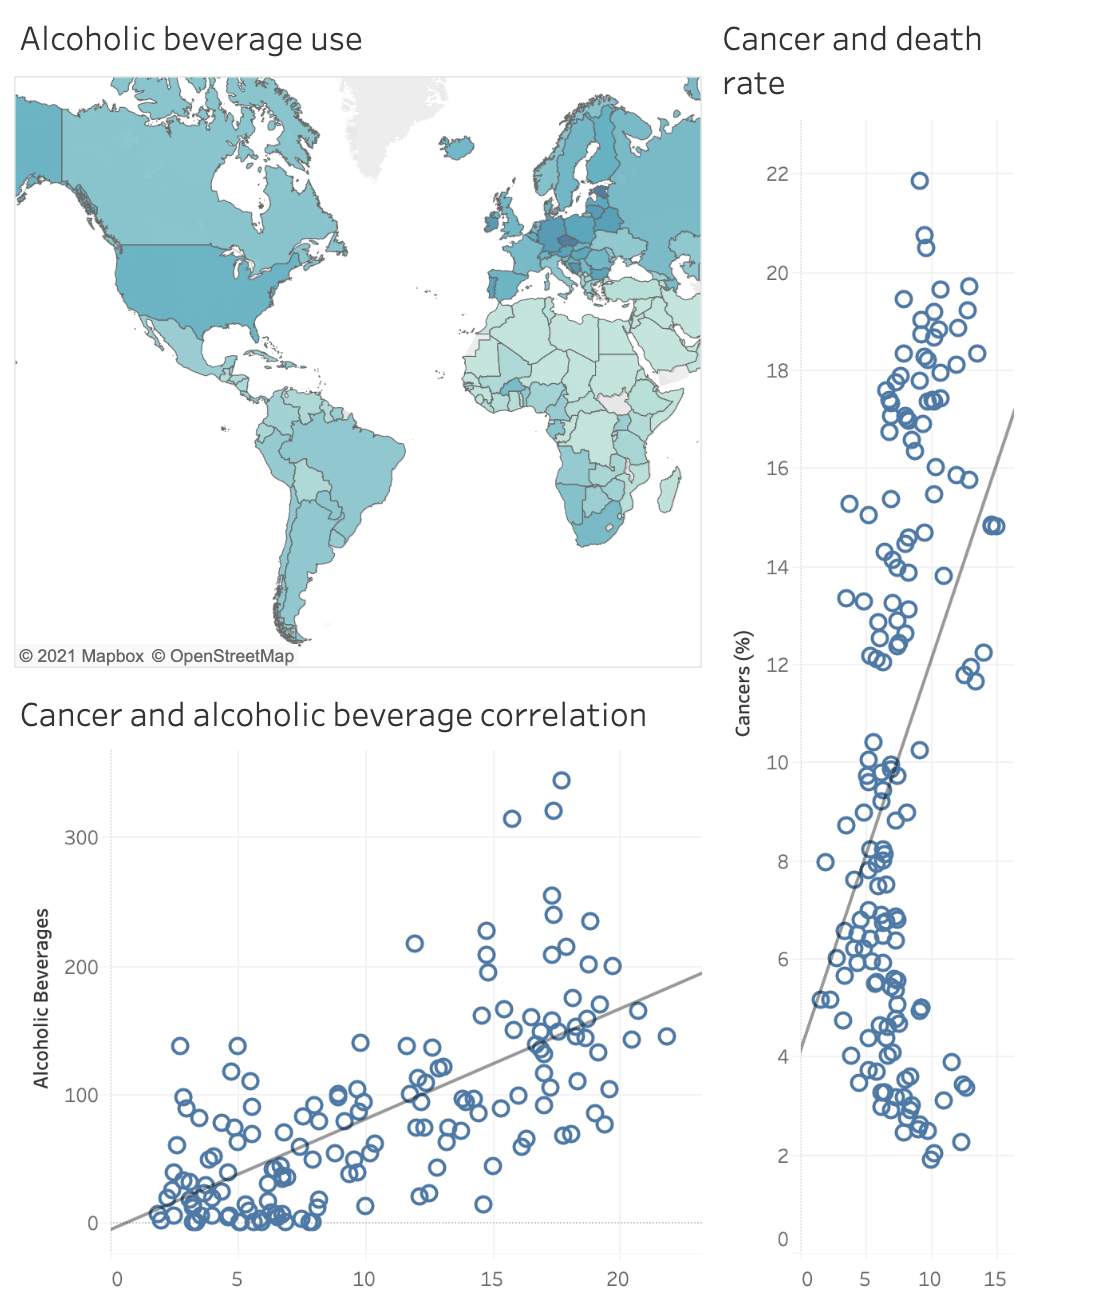 Alcoholic beverage use
© 2021 Mapbox © OpenStreetMap
Cancer and alcoholic beverage correlation
Alcoholic Beverages
300
200
100
0
0 5 10 15 20
Cancer and death
rate
Cancers (%)
22
20
18
16
14
12
10
8
6
4
2
0
0 5 10 15